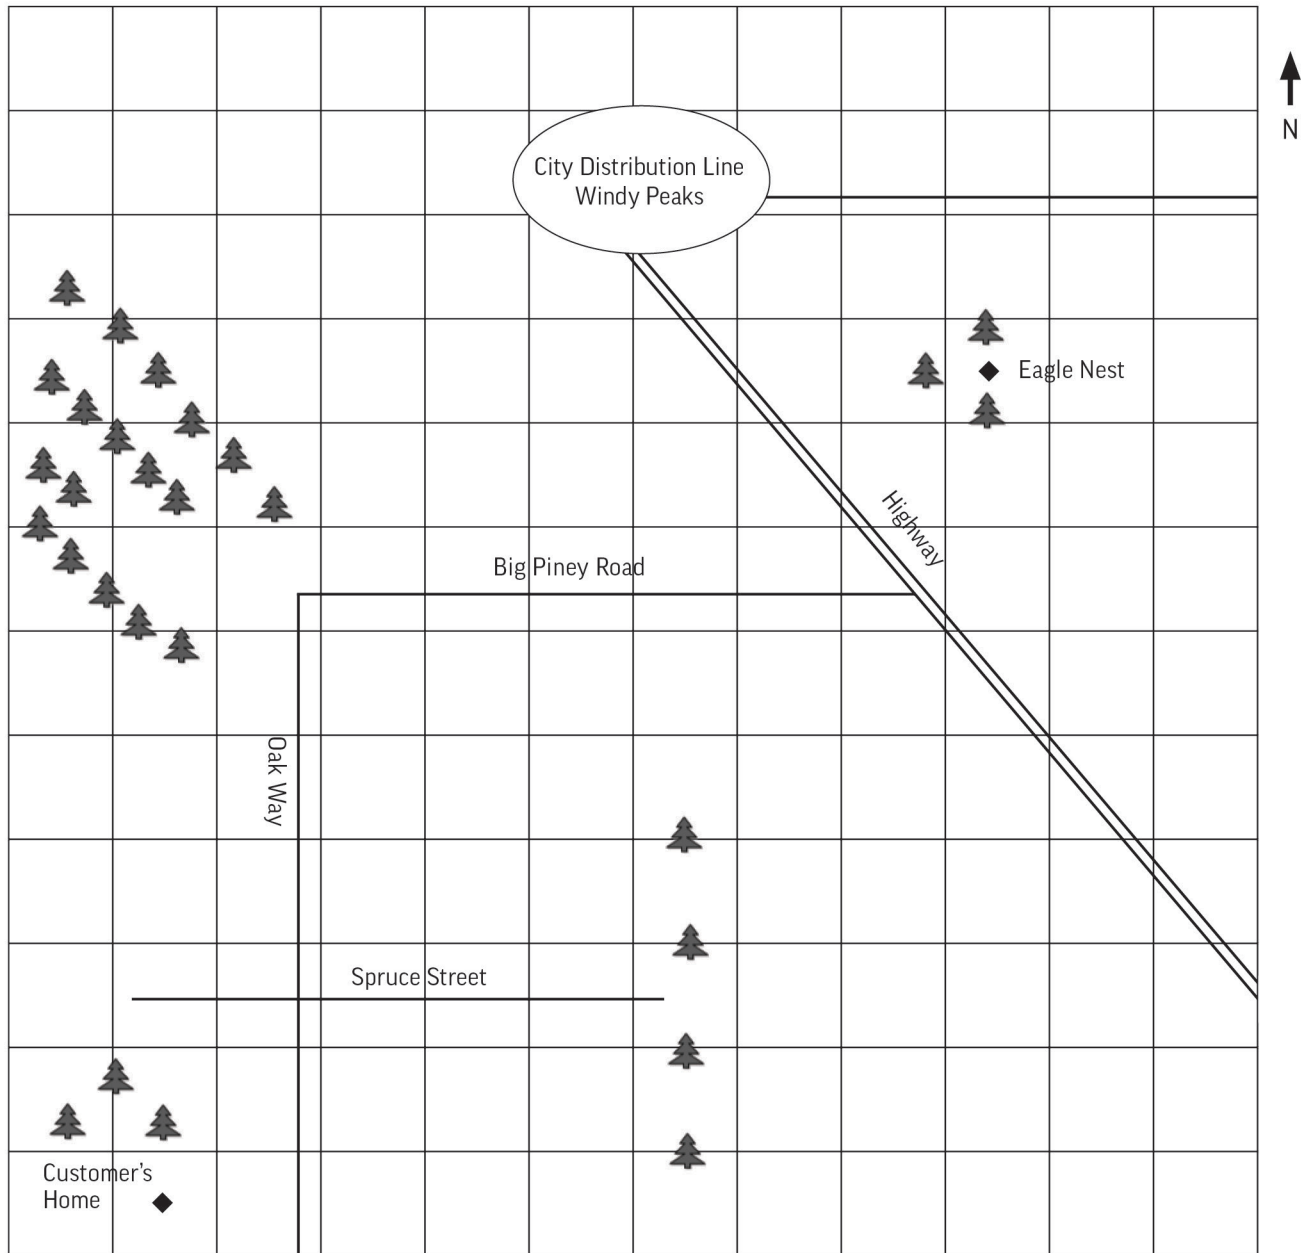 City Distribution Line
Windy Peaks
N
Eagle Nest
Highway
Big Piney Road
Oak Way
Spruce Street
Customer’s
Home